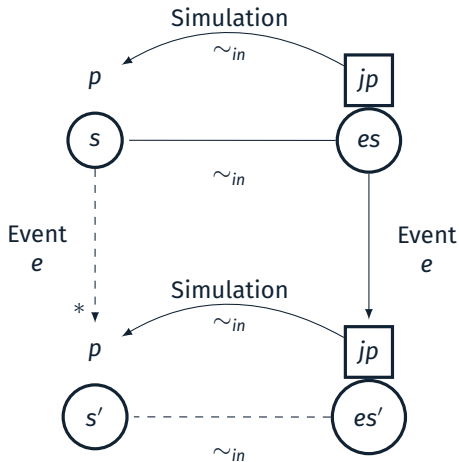 Simulation
∼in
p
jp
s
es
∼in
Event
e
Event
e
Simulation
∼in
*
p
jp
s′
es′
∼in